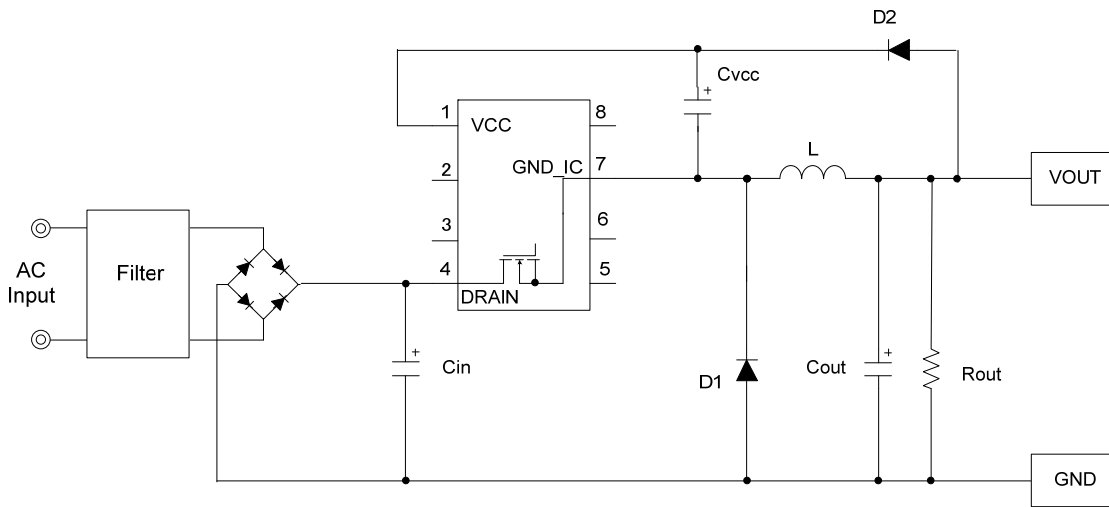 D2
Cvcc
+
1
VCC
8
2
GND_IC
7
L
VOUT
3
6
AC
Input
Filter
4
DRAIN
5
+
Cin
D1
Cout
+
Rout
GND